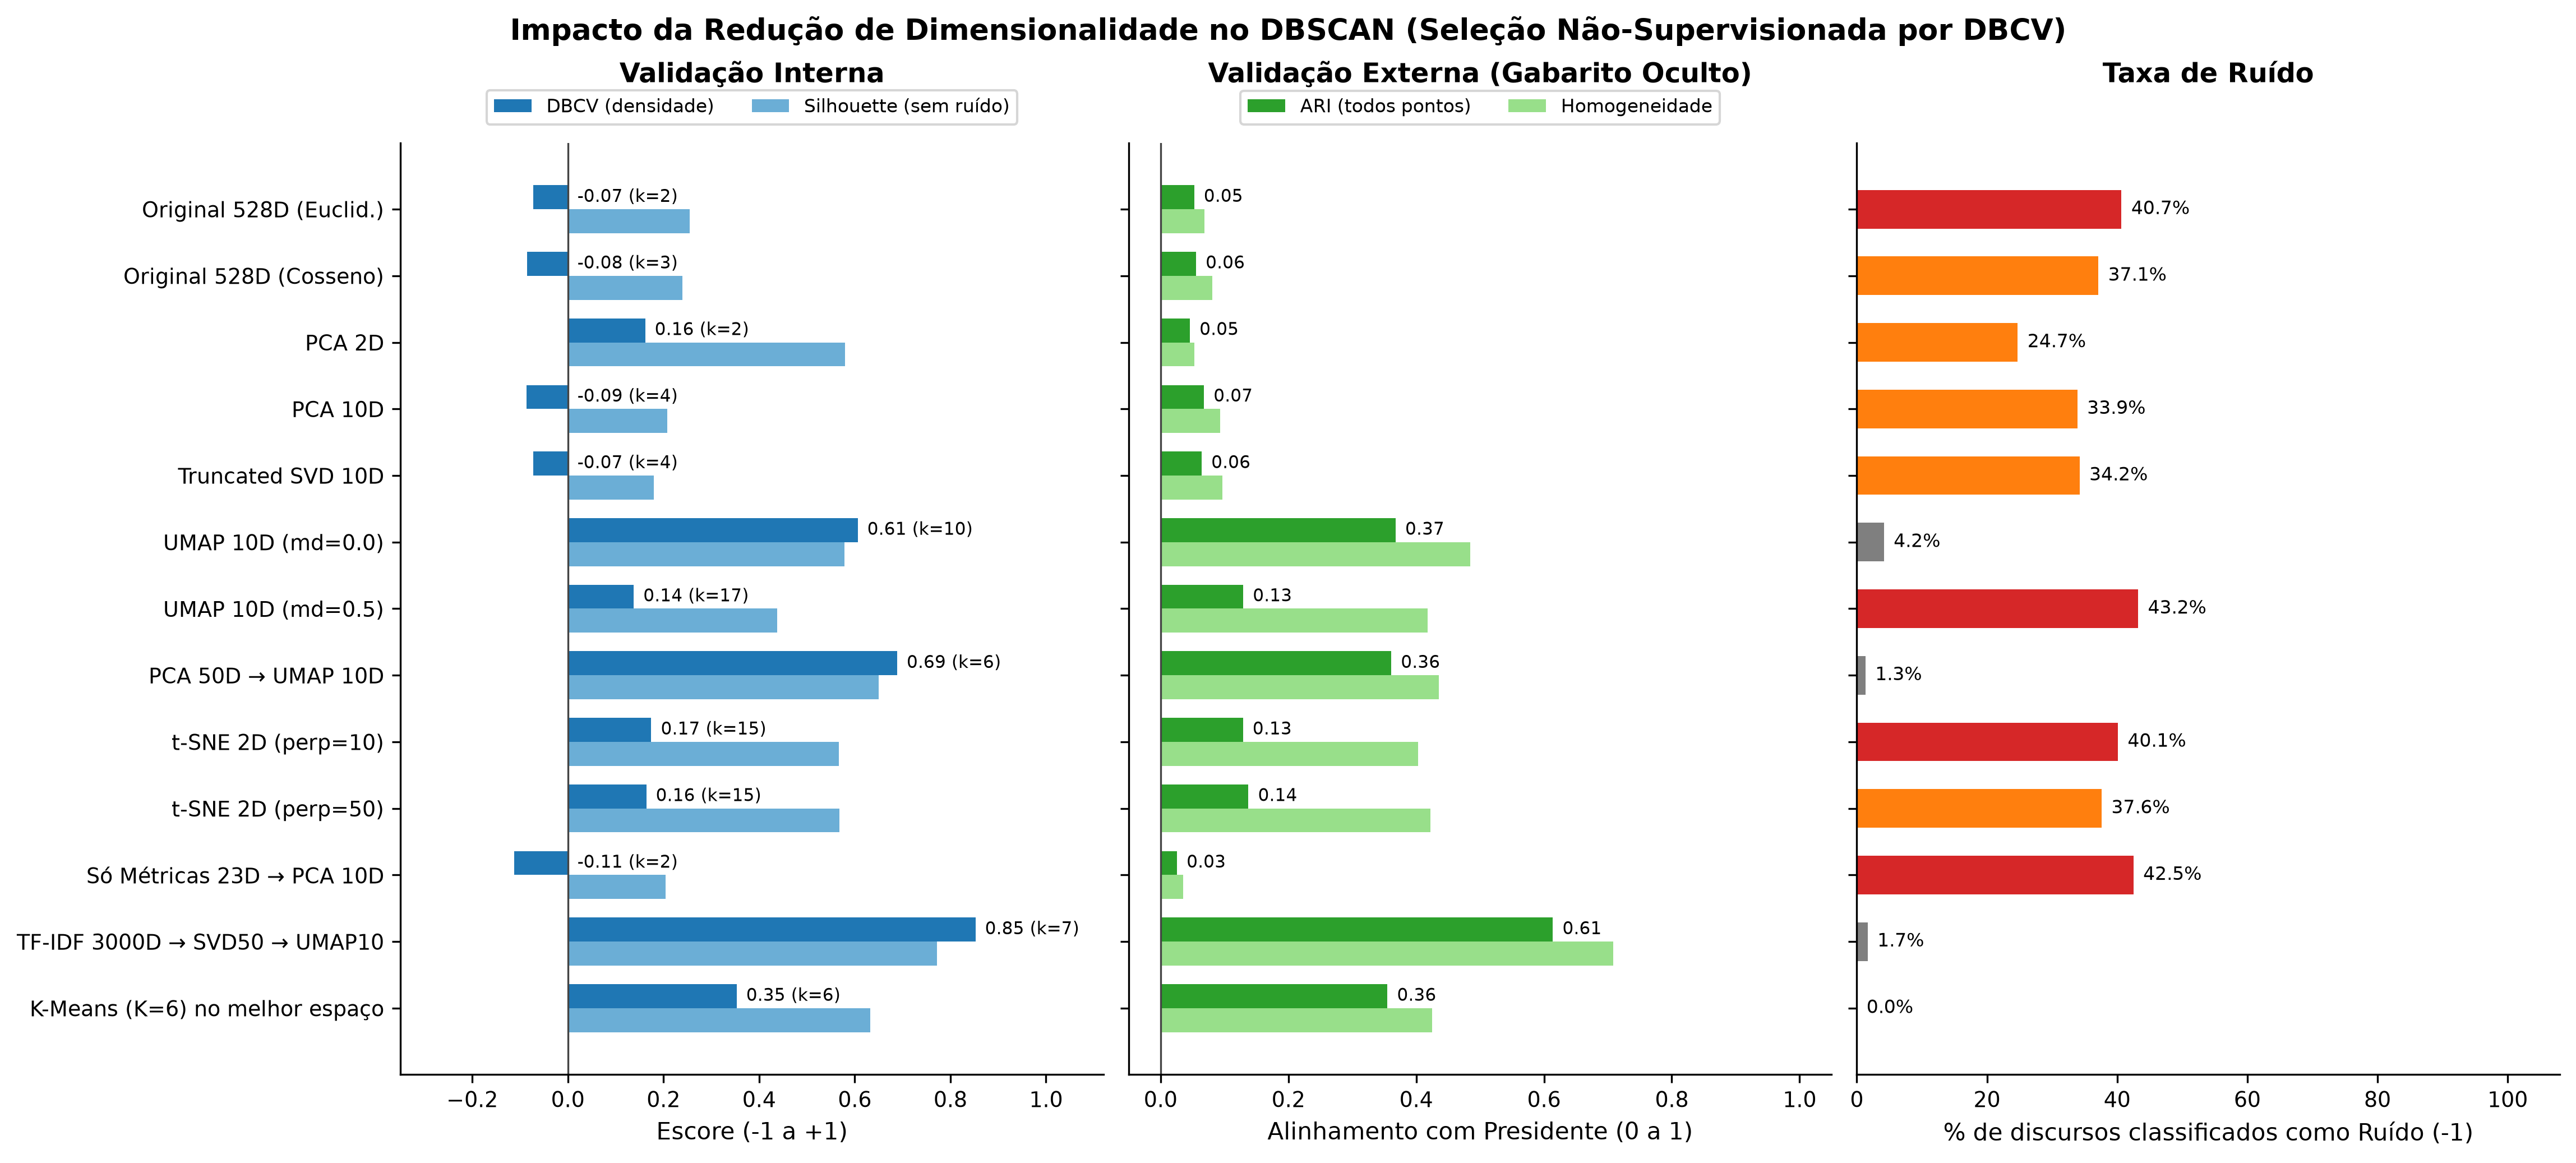 Impacto da Redução de Dimensionalidade no DBSCAN (Seleção Não-Supervisionada por DBCV)
Validação Interna
DBCV (densidade)
Silhouette (sem ruído)
Validação Externa (Gabarito Oculto)
ARI (todos pontos)
Homogeneidade
Taxa de Ruído
Original 528D (Euclid.)
-0.07 (k=2)
0.05
40.7%
Original 528D (Cosseno)
-0.08 (k=3)
0.06
37.1%
PCA 2D
0.16 (k=2)
0.05
24.7%
PCA 10D
-0.09 (k=4)
0.07
33.9%
Truncated SVD 10D
-0.07 (k=4)
0.06
34.2%
UMAP 10D (md=0.0)
0.61 (k=10)
0.37
4.2%
UMAP 10D (md=0.5)
0.14 (k=17)
0.13
43.2%
PCA 50D → UMAP 10D
0.69 (k=6)
0.36
1.3%
t-SNE 2D (perp=10)
0.17 (k=15)
0.13
40.1%
t-SNE 2D (perp=50)
0.16 (k=15)
0.14
37.6%
Só Métricas 23D → PCA 10D
-0.11 (k=2)
0.03
42.5%
TF-IDF 3000D → SVD50 → UMAP10
0.85 (k=7)
0.61
1.7%
K-Means (K=6) no melhor espaço
0.35 (k=6)
0.36
0.0%
−0.2 0.0 0.2 0.4 0.6 0.8 1.0
Escore (-1 a +1)
0.0 0.2 0.4 0.6 0.8 1.0
Alinhamento com Presidente (0 a 1)
0 20 40 60 80 100
% de discursos classificados como Ruído (-1)